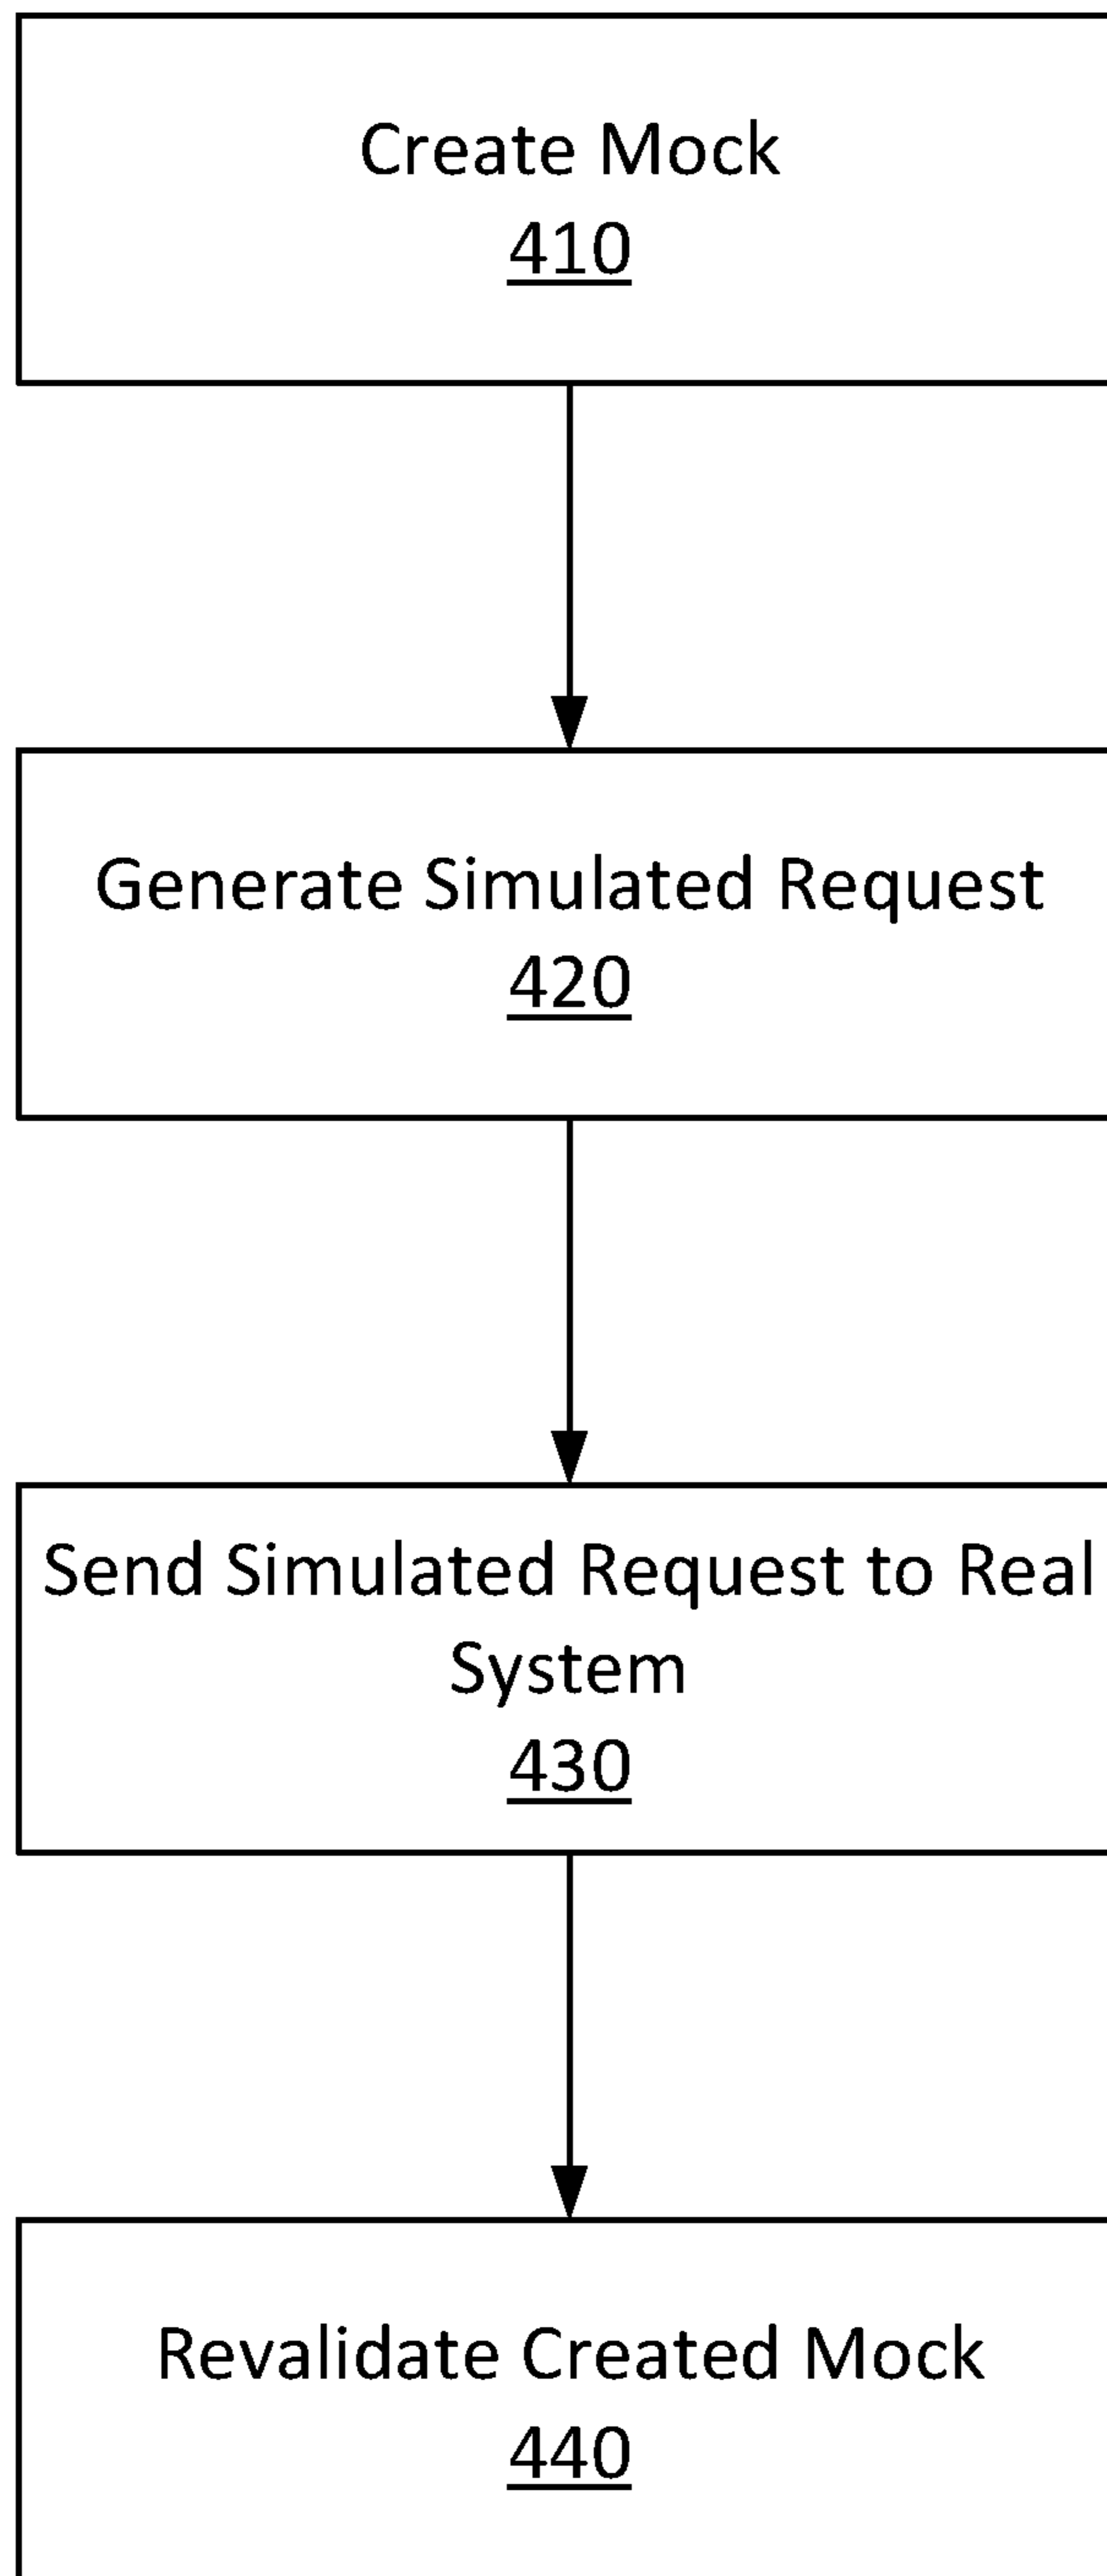 Create Mock
410
Generate Simulated Request
420
Send Simulated Request to Real
System
430
Revalidate Created Mock
440